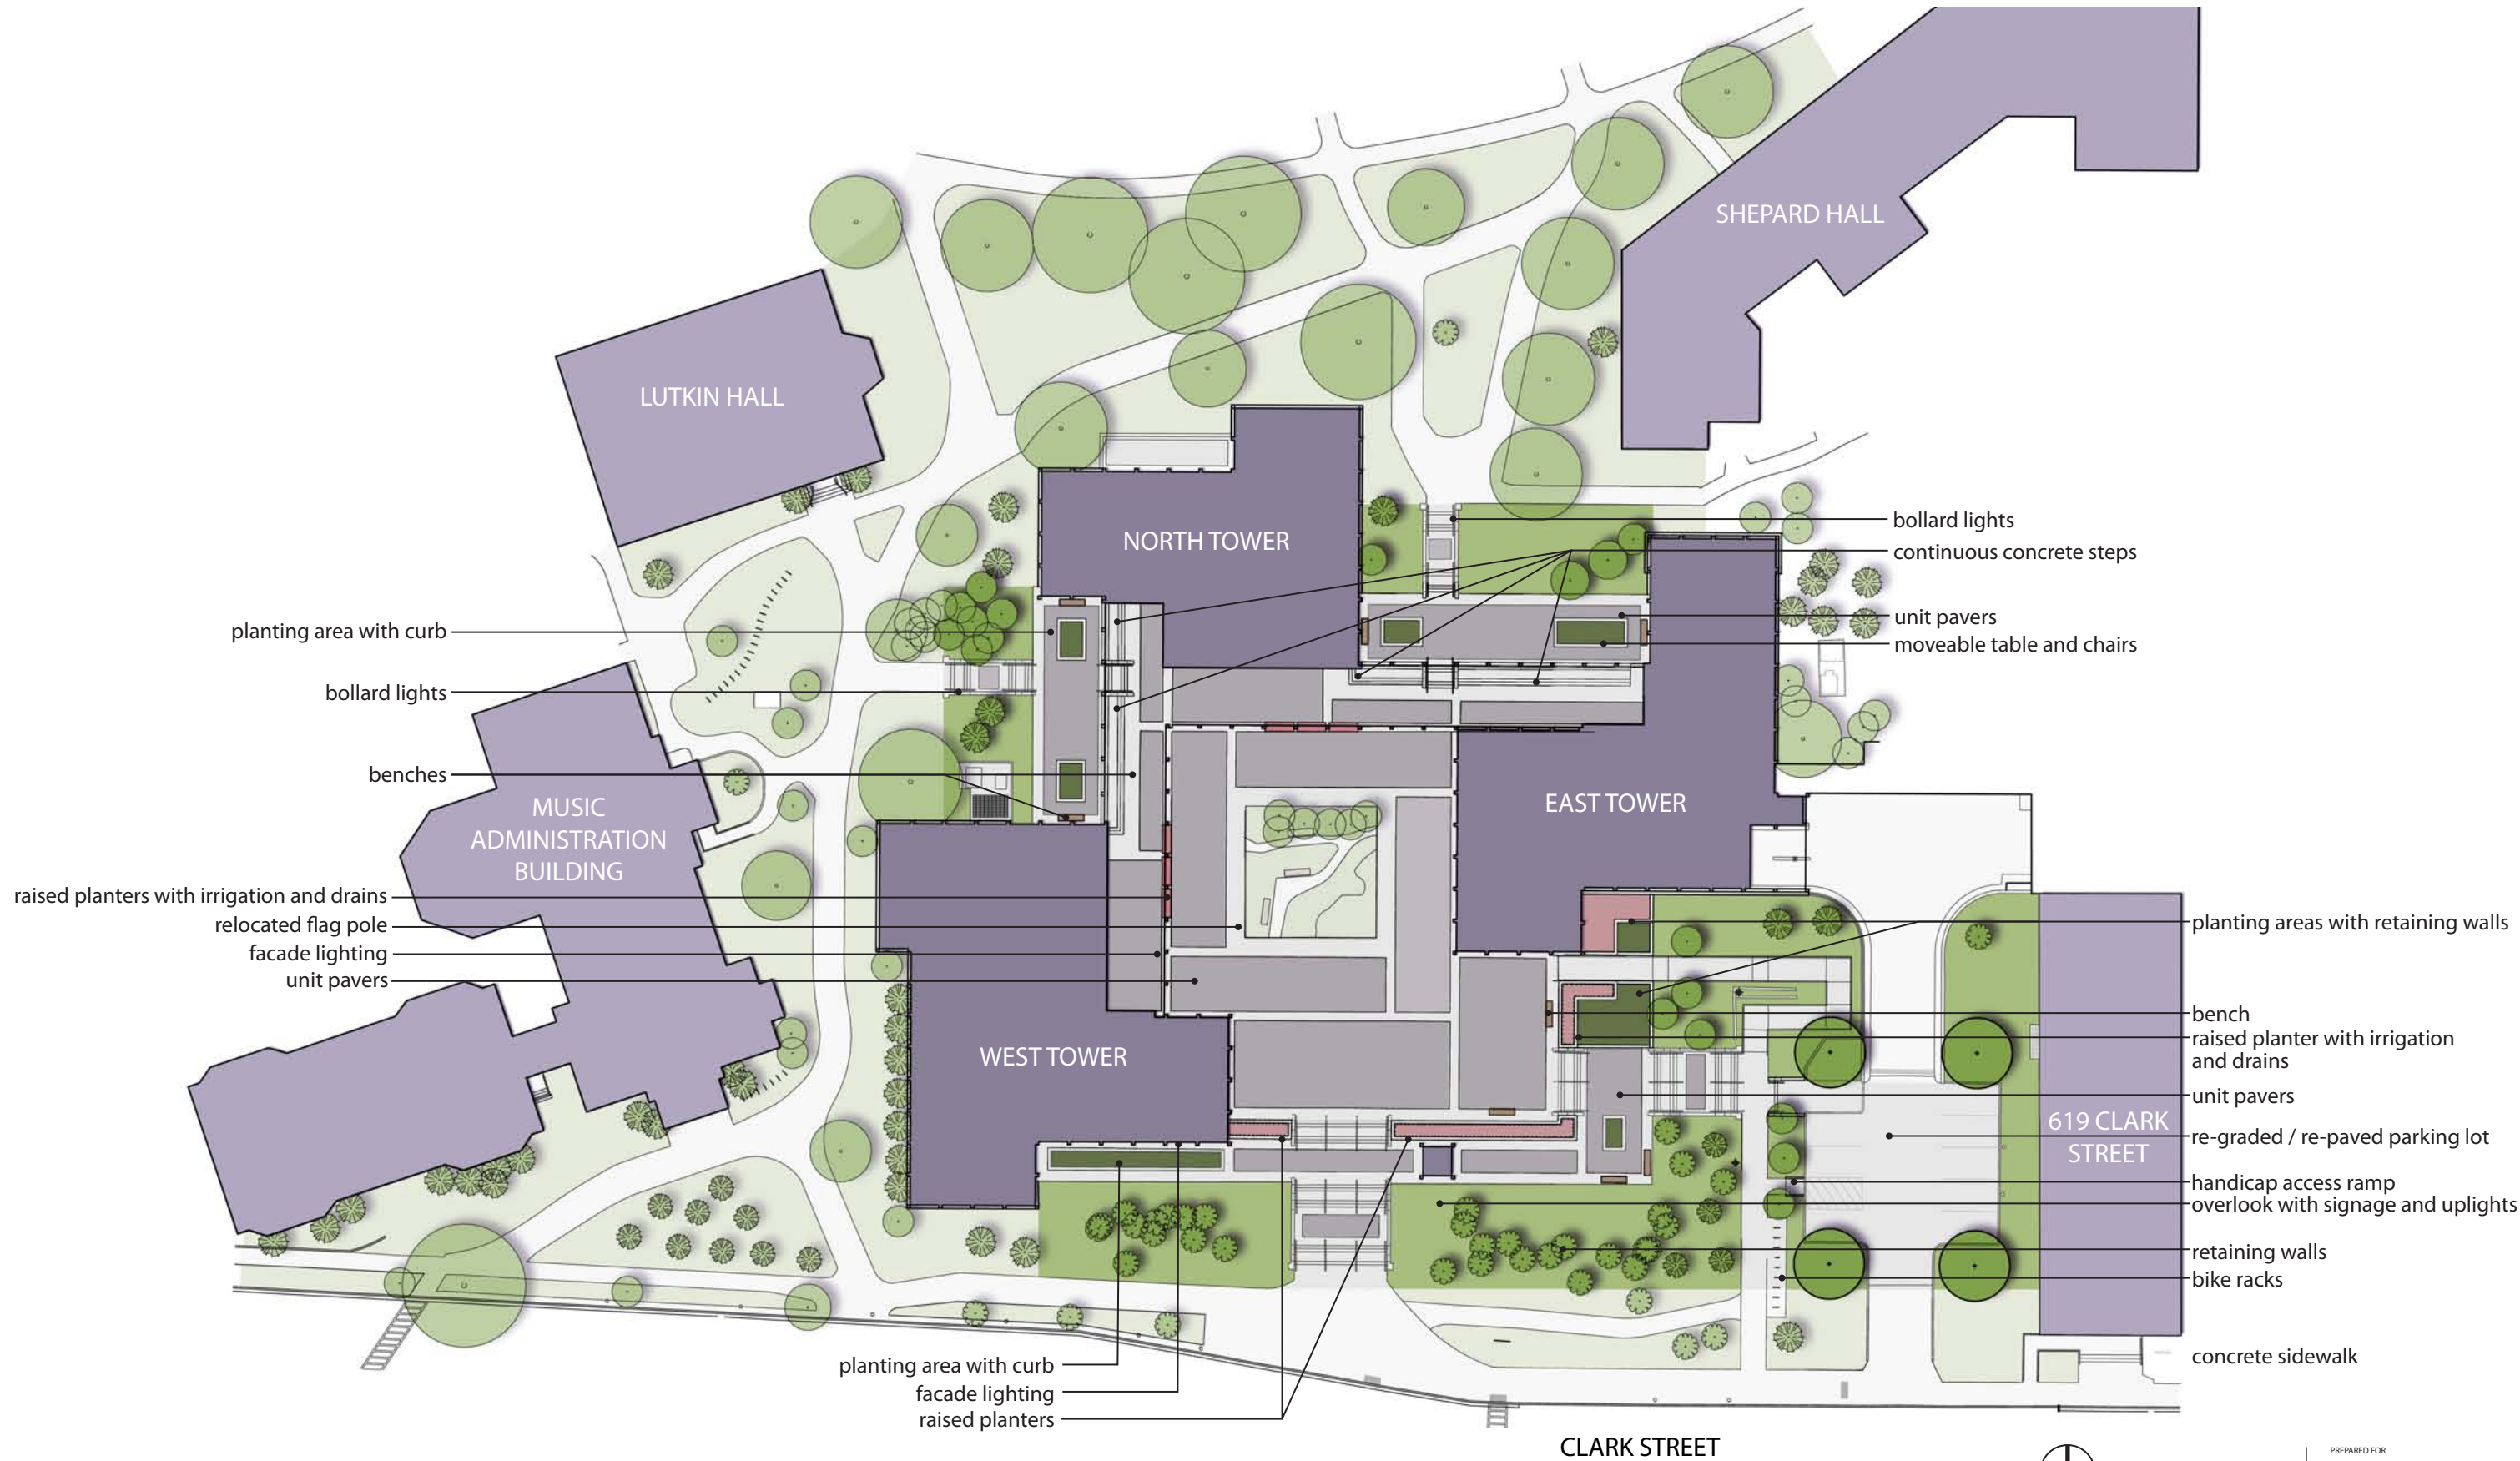 SHEPARD HALL
LUTKIN HALL
NORTH TOWER
bollard lights
continuous concrete steps
unit pavers
moveable table and chairs
planting area with curb
bollard lights
benches
MUSIC
ADMINISTRATION
BUILDING
EAST TOWER
raised planters with irrigation and drains
relocated flag pole
facade lighting
unit pavers
planting areas with retaining walls
bench
raised planter with irrigation
and drains
unit pavers
WEST TOWER
619 CLARK
STREET
re-graded / re-paved parking lot
handicap access ramp
overlook with signage and uplights
retaining walls
bike racks
concrete sidewalk
planting area with curb
facade lighting
raised planters
CLARK STREET
PREPARED FOR